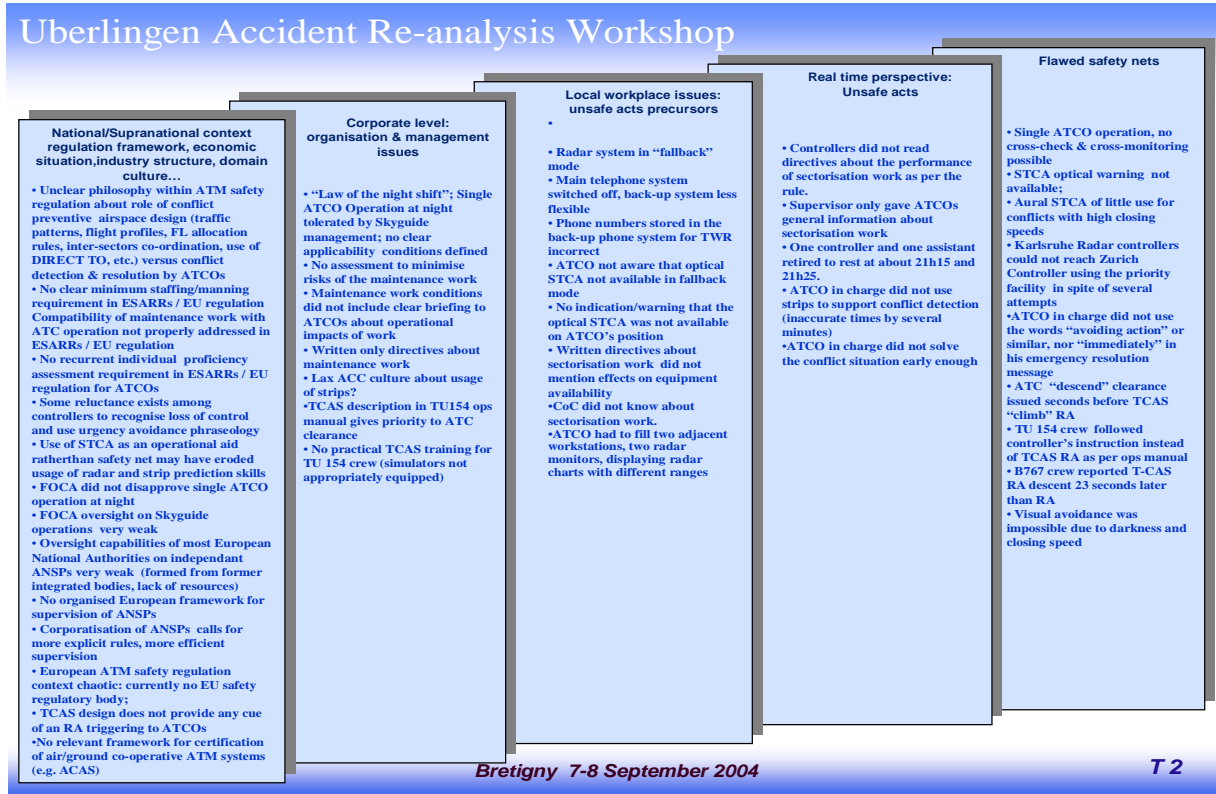 Uberlingen Accident Re-analysis Workshop
National/Supranational context
regulation framework, economic
situation,industry structure, domain
culture…
• Unclear philosophy within ATM safety
regulation about role of conflict
preventive airspace design (traffic
patterns, flight profiles, FL allocation
rules, inter-sectors co-ordination, use of
DIRECT TO, etc.) versus conflict
detection & resolution by ATCOs
• No clear minimum staffing/manning
requirement in ESARRs / EU regulation
Compatibility of maintenance work with
ATC operation not properly addressed in
ESARRs / EU regulation
• No recurrent individual proficiency
assessment requirement in ESARRs / EU
regulation for ATCOs
• Some reluctance exists among
controllers to recognise loss of control
and use urgency avoidance phraseology
• Use of STCA as an operational aid
ratherthan safety net may have eroded
usage of radar and strip prediction skills
• FOCA did not disapprove single ATCO
operation at night
• FOCA oversight on Skyguide
operations very weak
• Oversight capabilities of most European
National Authorities on independant
ANSPs very weak (formed from former
integrated bodies, lack of resources)
• No organised European framework for
supervision of ANSPs
• Corporatisation of ANSPs calls for
more explicit rules, more efficient
supervision
• European ATM safety regulation
context chaotic: currently no EU safety
regulatory body;
• TCAS design does not provide any cue
of an RA triggering to ATCOs
•No relevant framework for certification
of air/ground co-operative ATM systems
(e.g. ACAS)
Corporate level:
organisation & management
issues
• “Law of the night shift”; Single
ATCO Operation at night
tolerated by Skyguide
management; no clear
applicability conditions defined
• No assessment to minimise
risks of the maintenance work
• Maintenance work conditions
did not include clear briefing to
ATCOs about operational
impacts of work
• Written only directives about
maintenance work
• Lax ACC culture about usage
of strips?
•TCAS description in TU154 ops
manual gives priority to ATC
clearance
• No practical TCAS training for
TU 154 crew (simulators not
appropriately equipped)
Local workplace issues:
unsafe acts precursors
•
• Radar system in “fallback”
mode
• Main telephone system
switched off, back-up system less
flexible
• Phone numbers stored in the
back-up phone system for TWR
incorrect
• ATCO not aware that optical
STCA not available in fallback
mode
• No indication/warning that the
optical STCA was not available
on ATCO’s position
• Written directives about
sectorisation work did not
mention effects on equipment
availability
•CoC did not know about
sectorisation work.
•ATCO had to fill two adjacent
workstations, two radar
monitors, displaying radar
charts with different ranges
Real time perspective:
Unsafe acts
• Controllers did not read
directives about the performance
of sectorisation work as per the
rule.
• Supervisor only gave ATCOs
general information about
sectorisation work
• One controller and one assistant
retired to rest at about 21h15 and
21h25.
• ATCO in charge did not use
strips to support conflict detection
(inaccurate times by several
minutes)
•ATCO in charge did not solve
the conflict situation early enough
Flawed safety nets
• Single ATCO operation, no
cross-check & cross-monitoring
possible
• STCA optical warning not
available;
• Aural STCA of little use for
conflicts with high closing
speeds
• Karlsruhe Radar controllers
could not reach Zurich
Controller using the priority
facility in spite of several
attempts
•ATCO in charge did not use
the words “avoiding action” or
similar, nor “immediately” in
his emergency resolution
message
• ATC “descend” clearance
issued seconds before TCAS
“climb” RA
• TU 154 crew followed
controller’s instruction instead
of TCAS RA as per ops manual
• B767 crew reported T-CAS
RA descent 23 seconds later
than RA
• Visual avoidance was
impossible due to darkness and
closing speed
Bretigny 7-8 September 2004
T 2